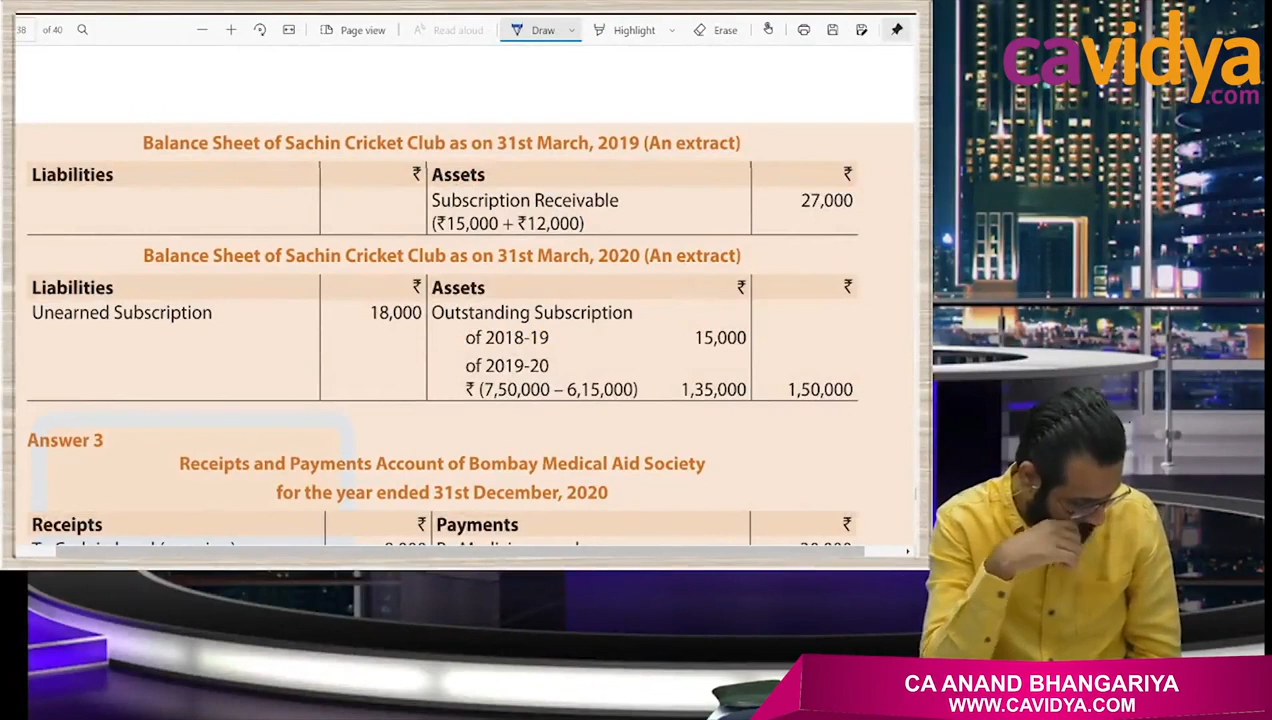 38 of 40 Page view Read aloud Draw Highlight Erase
cavidya
.com
Balance Sheet of Sachin Cricket Club as on 31st March, 2019 (An extract)
Liabilities ₹ Assets ₹
Subscription Receivable 27,000
(₹15,000 + ₹12,000)
Balance Sheet of Sachin Cricket Club as on 31st March, 2020 (An extract)
Liabilities ₹ Assets ₹ ₹
Unearned Subscription 18,000 Outstanding Subscription
of 2018-19 15,000
of 2019-20
₹ (7,50,000 – 6,15,000) 1,35,000 1,50,000
Answer 3
Receipts and Payments Account of Bombay Medical Aid Society
for the year ended 31st December, 2020
Receipts ₹ Payments ₹
CA ANAND BHANGARIYA
WWW.CAVIDYA.COM